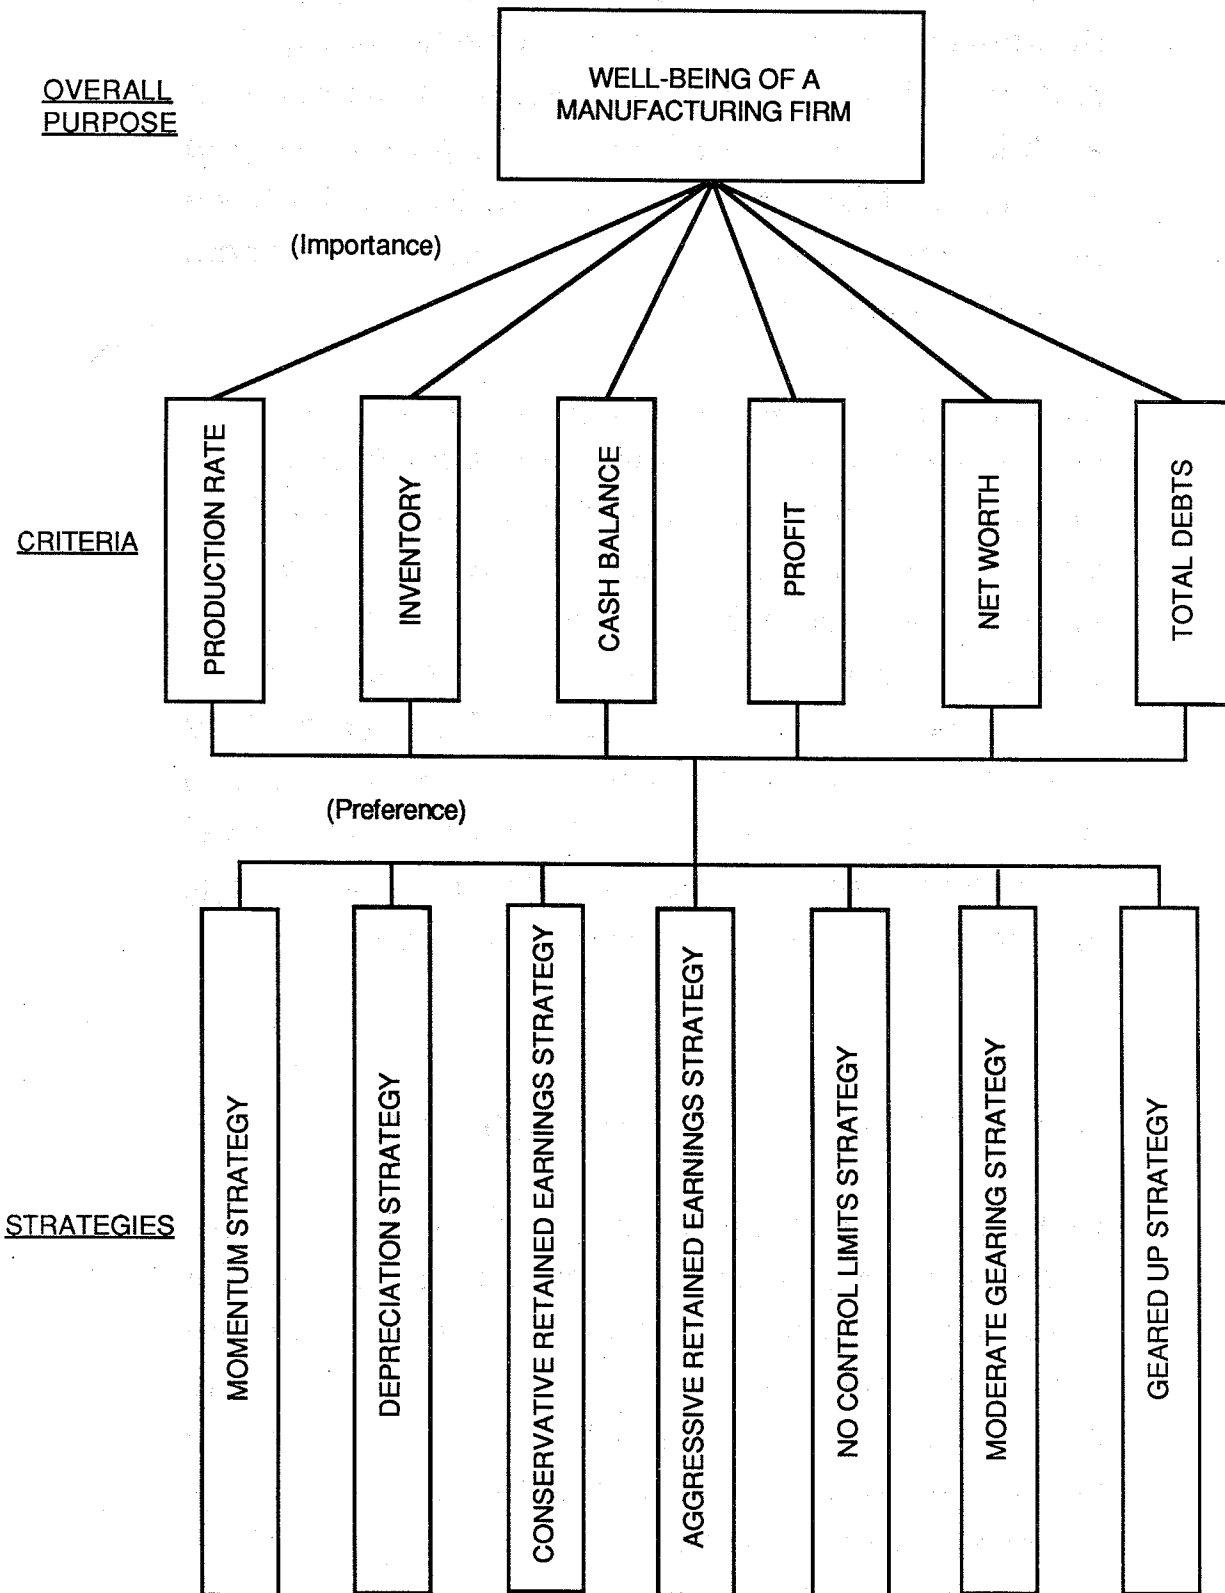 OVERALL
PURPOSE
WELL-BEING OF A
MANUFACTURING FIRM
(Importance)
CRITERIA
PRODUCTION RATE
INVENTORY
CASH BALANCE
PROFIT
NET WORTH
TOTAL DEBTS
(Preference)
STRATEGIES
MOMENTUM STRATEGY
DEPRECIATION STRATEGY
CONSERVATIVE RETAINED EARNINGS STRATEGY
AGGRESSIVE RETAINED EARNINGS STRATEGY
NO CONTROL LIMITS STRATEGY
MODERATE GEARING STRATEGY
GEARED UP STRATEGY